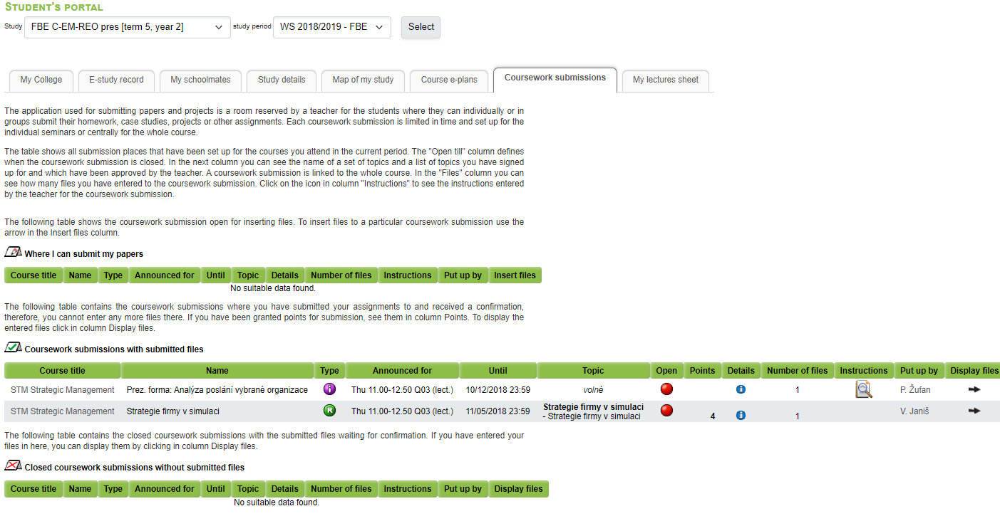 STUDENT'S PORTAL
Study FBE C-EM-REO pres [term 5, year 2] study period WS 2018/2019 - FBE Select
My College E-study record My schoolmates Study details Map of my study Course e-plans Coursework submissions My lectures sheet
The application used for submitting papers and projects is a room reserved by a teacher for the students where they can individually or in
groups submit their homework, case studies, projects or other assignments. Each coursework submission is limited in time and set up for the
individual seminars or centrally for the whole course.
The table shows all submission places that have been set up for the courses you attend in the current period. The "Open till" column defines
when the coursework submission is closed. In the next column you can see the name of a set of topics and a list of topics you have signed
up for and which have been approved by the teacher. A coursework submission is linked to the whole course. In the "Files" column you can
see how many files you have entered to the coursework submission. Click on the icon in column "Instructions" to see the instructions entered
by the teacher for the coursework submission.
The following table shows the coursework submission open for inserting files. To insert files to a particular coursework submission use the
arrow in the Insert files column.
Where I can submit my papers
Course title Name Type Announced for Until Topic Details Number of files Instructions Put up by Insert files
No suitable data found.
The following table contains the coursework submissions where you have submitted your assignments to and received a confirmation,
therefore, you cannot enter any more files there. If you have been granted points for submission, see them in column Points. To display the
entered files click in column Display files.
Coursework submissions with submitted files
Course title Name Type Announced for Until Topic Open Points Details Number of files Instructions Put up by Display files
STM Strategic Management Prez. forma: Analýza poslání vybrané organizace i Thu 11.00-12.50 Q03 (lect.) 10/12/2018 23:59 volné i 1 P. Žufan
STM Strategic Management Strategie firmy v simulaci R Thu 11.00-12.50 Q03 (lect.) 11/05/2018 23:59 Strategie firmy v simulaci 4 i 1 V. Janiš
- Strategie firmy v simulaci
The following table contains the closed coursework submissions with the submitted files waiting for confirmation. If you have entered your
files in here, you can display them by clicking in column Display files.
Closed coursework submissions without submitted files
Course title Name Type Announced for Until Topic Details Number of files Instructions Put up by Display files
No suitable data found.